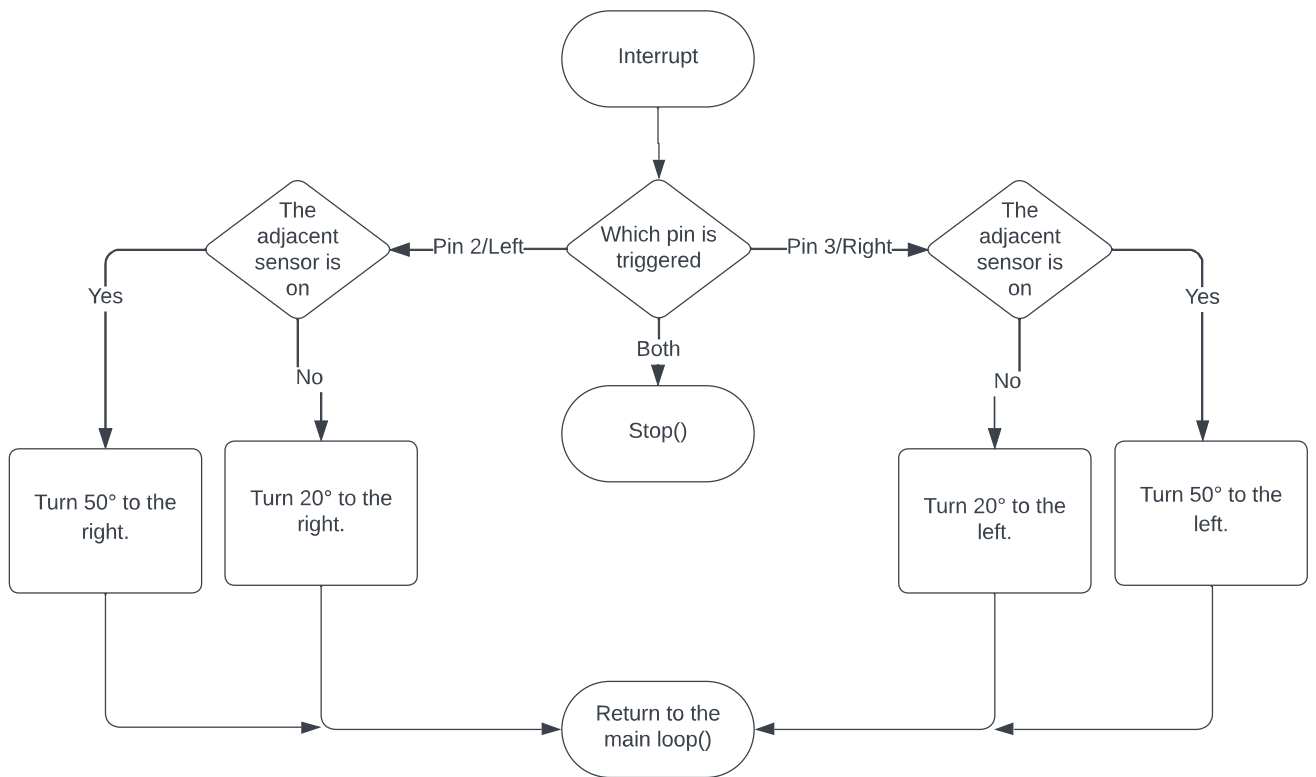 Interrupt
The
adjacent
sensor is
on
Pin 2/Left
Which pin is
triggered
Pin 3/Right
The
adjacent
sensor is
on
Yes
No
Both
No
Yes
Stop()
Turn 50° to the
right.
Turn 20° to the
right.
Turn 20° to the
left.
Turn 50° to the
left.
Return to the
main loop()